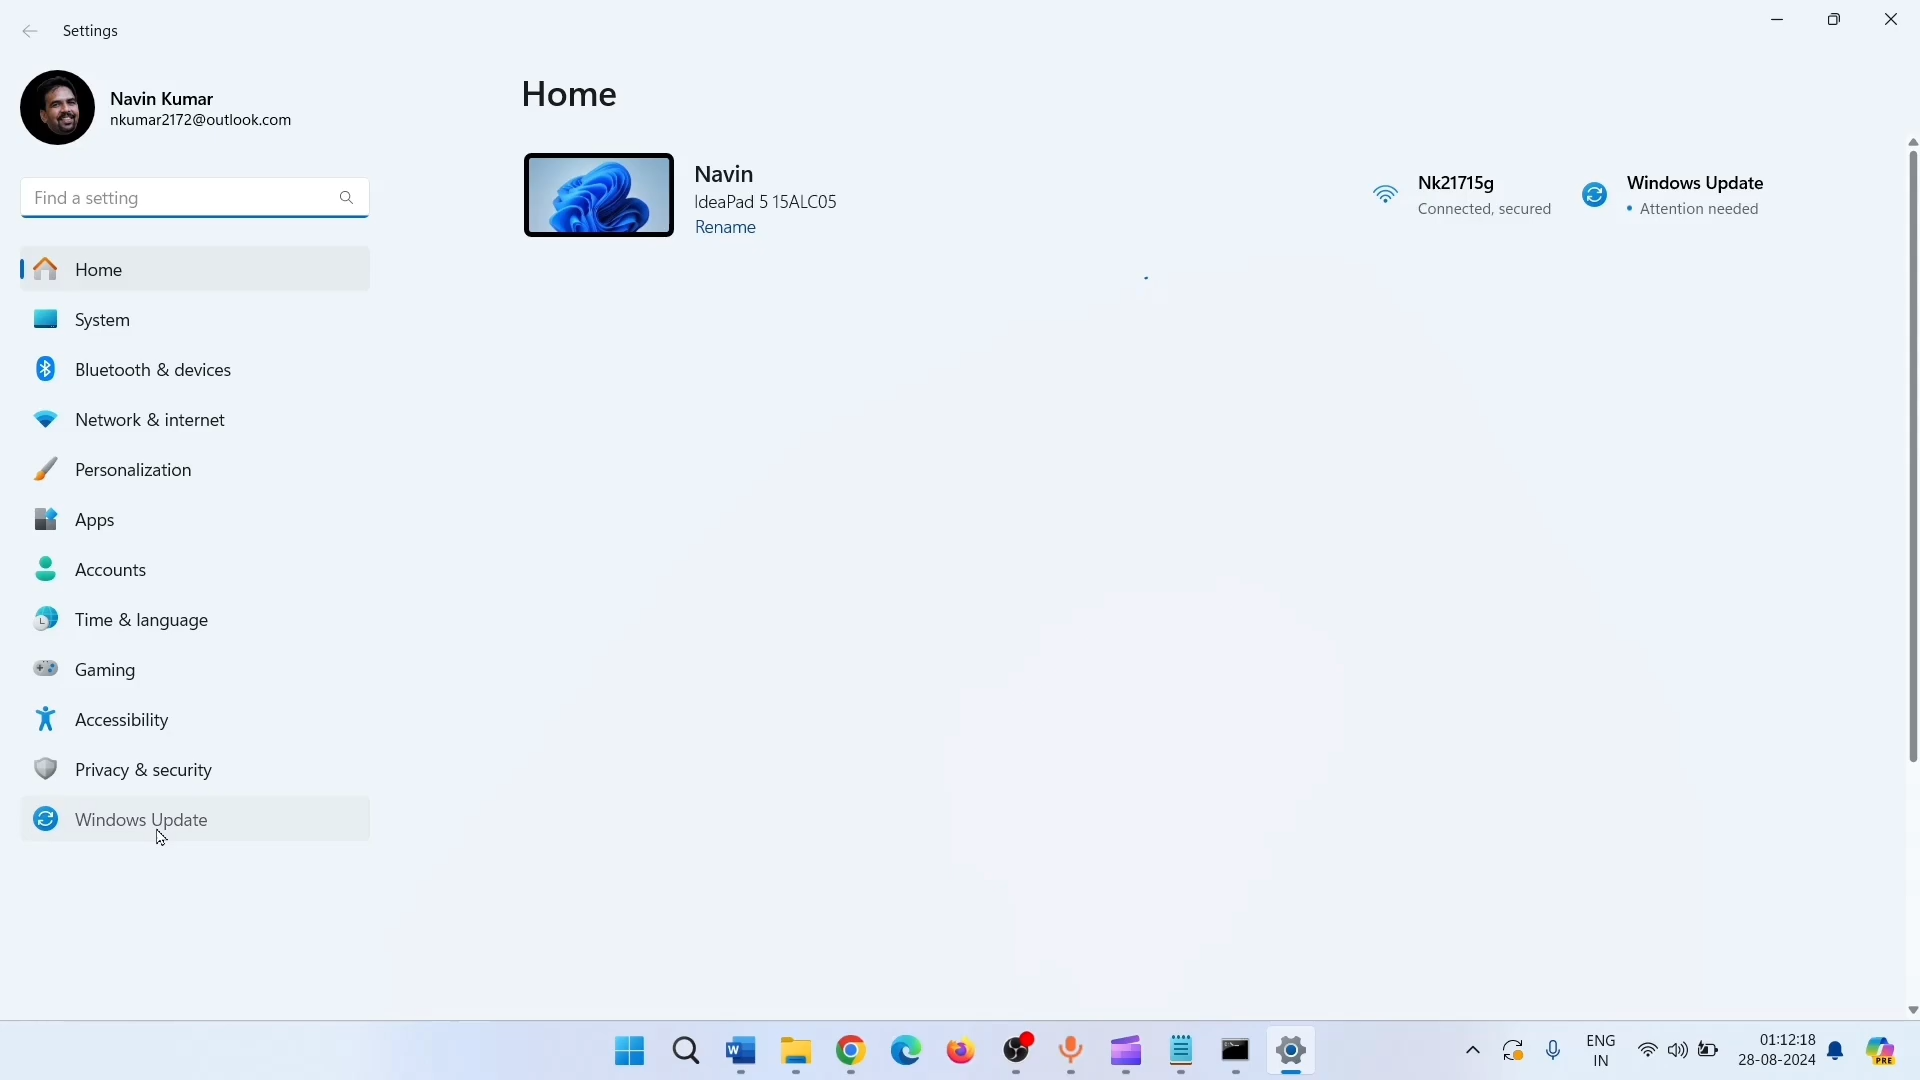 Settings
Navin Kumar
nkumar2172@outlook.com
Find a setting
Home
System
Bluetooth & devices
Network & internet
Personalization
Apps
Accounts
Time & language
Gaming
Accessibility
Privacy & security
Windows Update
Home
Navin
IdeaPad 5 15ALC05
Rename
Nk21715g
Connected, secured
Windows Update
• Attention needed
W
PRE
ENG
IN
01:12:18
28-08-2024